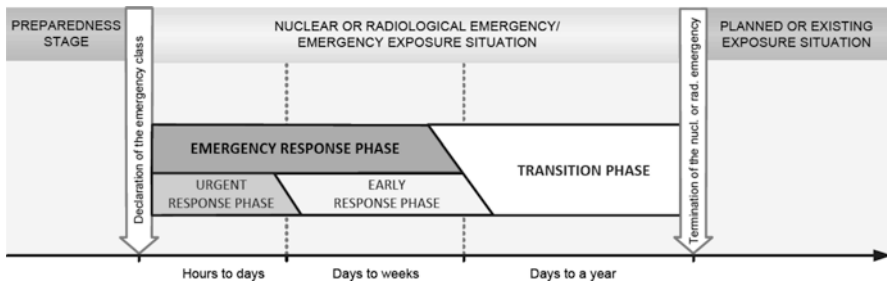 PREPAREDNESS
STAGE
NUCLEAR OR RADIOLOGICAL EMERGENCY/
EMERGENCY EXPOSURE SITUATION
PLANNED OR EXISTING
EXPOSURE SITUATION
Declaration of the emergency class
EMERGENCY RESPONSE PHASE
URGENT
RESPONSE PHASE
EARLY
RESPONSE PHASE
TRANSITION PHASE
Termination of the nucl. or rad. emergency
Hours to days
Days to weeks
Days to a year